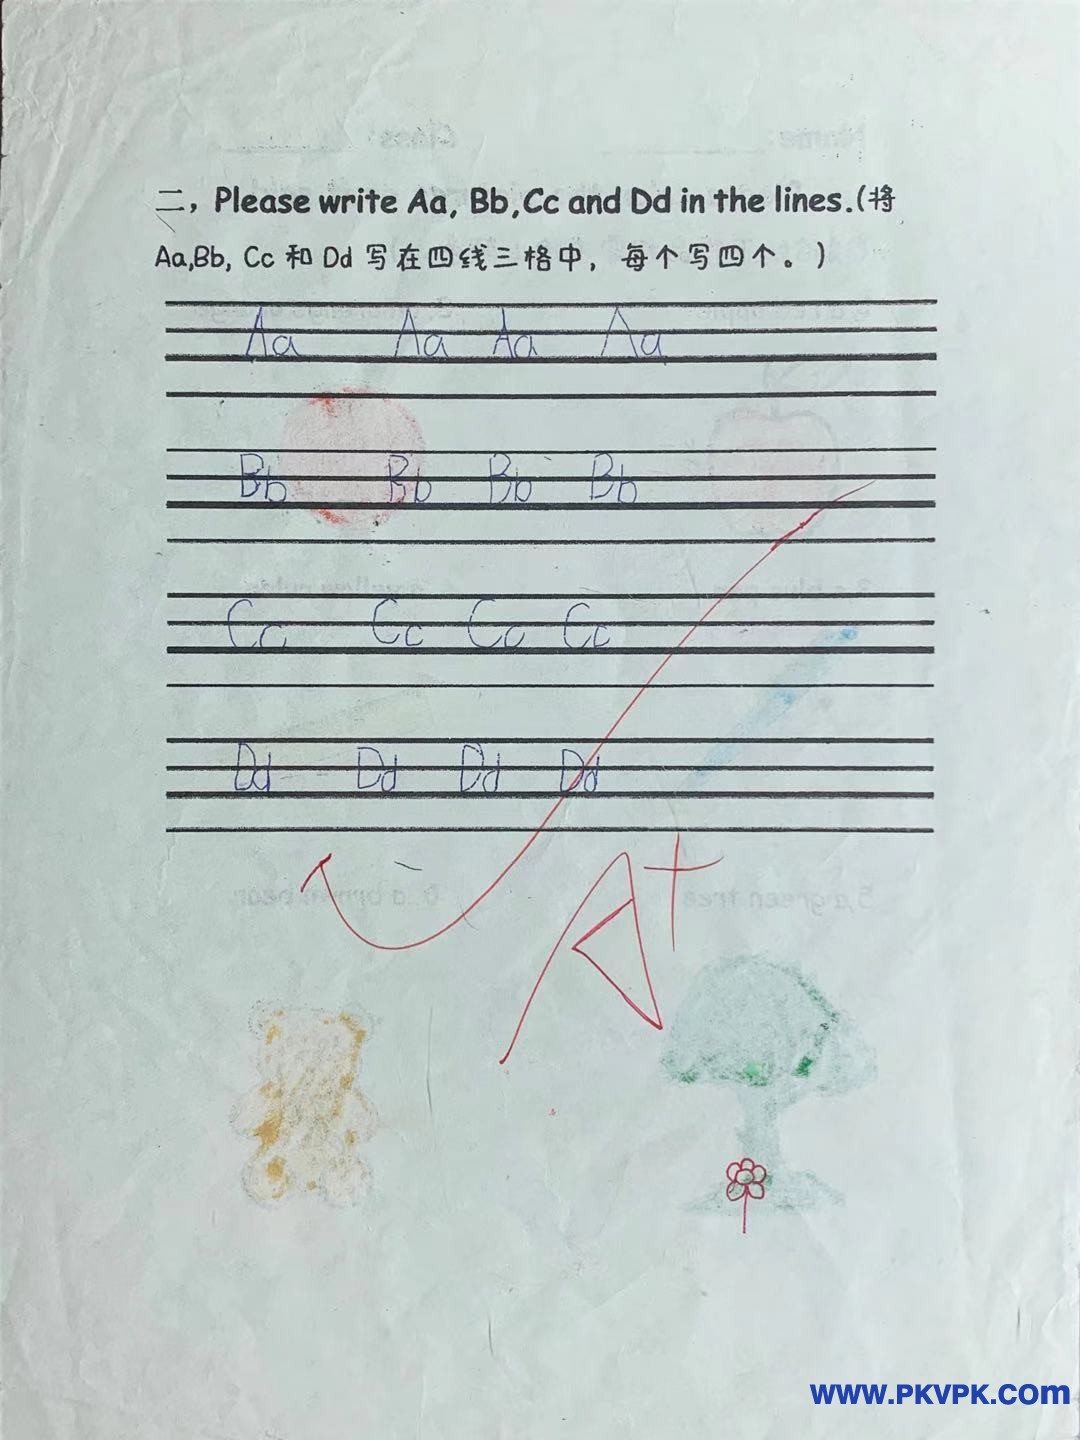 二，Please write Aa, Bb,Cc and Dd in the lines.(将
Aa,Bb, Cc 和 Dd 写在四线三格中，每个写四个。)
Aa Aa Aa Aa
Bb Bb Bb Bb
Cc Cc Cc Cc
Dd Dd Dd Dd
A+
www.PKVPK.com